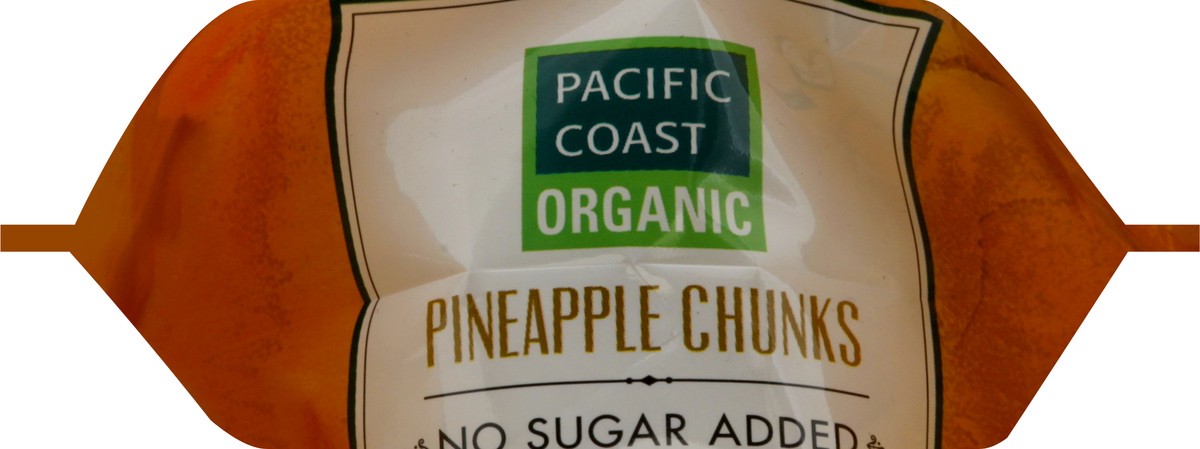 PACIFIC
COAST
ORGANIC
PINEAPPLE CHUNKS
NO SUGAR ADDED